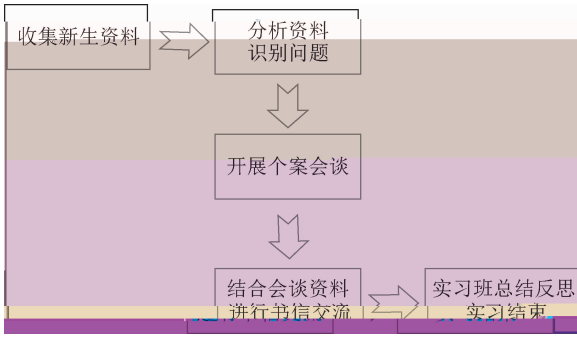 收集新生资料
分析资料
识别问题
开展个案会谈
结合会谈资料
进行书信交流
实习班总结反思
实习结束